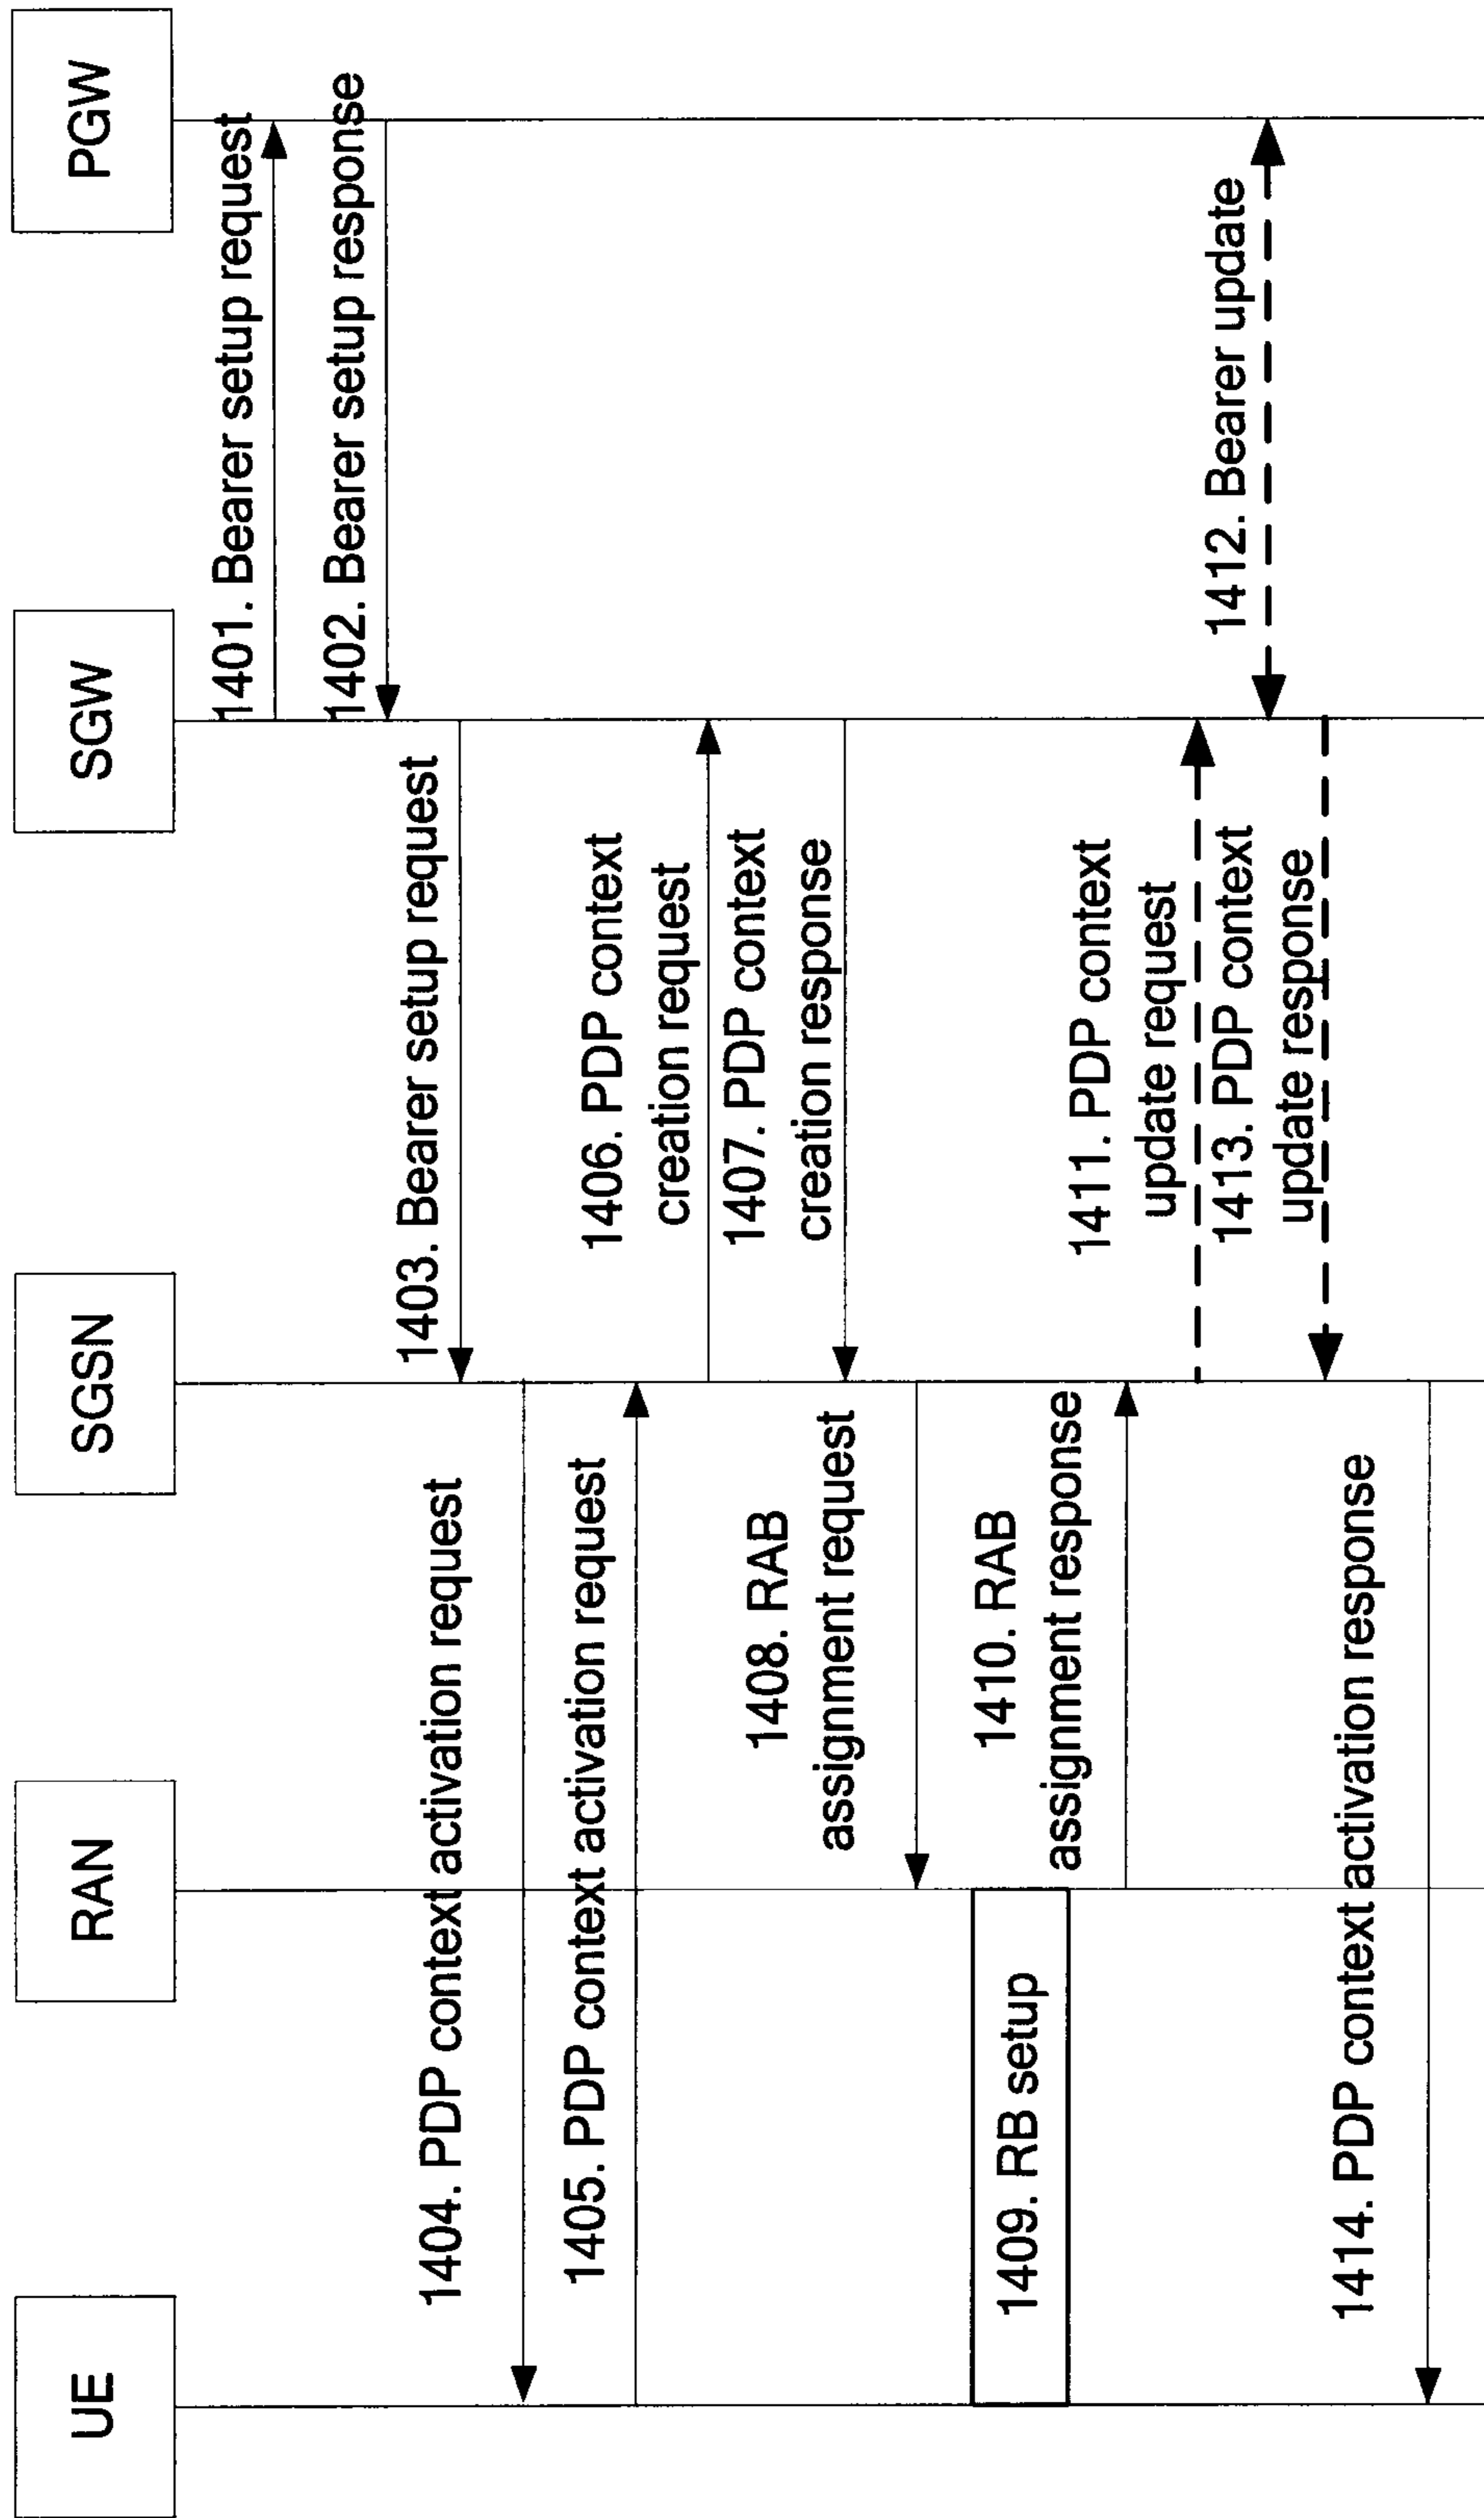 UE
RAN
SGSN
SGW
PGW
1401. Bearer setup request
1402. Bearer setup response
1403. Bearer setup request
1404. PDP context activation request
1405. PDP context activation request
1406. PDP context
creation request
1407. PDP context
creation response
1408. RAB
assignment request
1409. RB setup
1410. RAB
assignment response
1411. PDP context
update request
1412. Bearer update
1413. PDP context
update response
1414. PDP context activation response